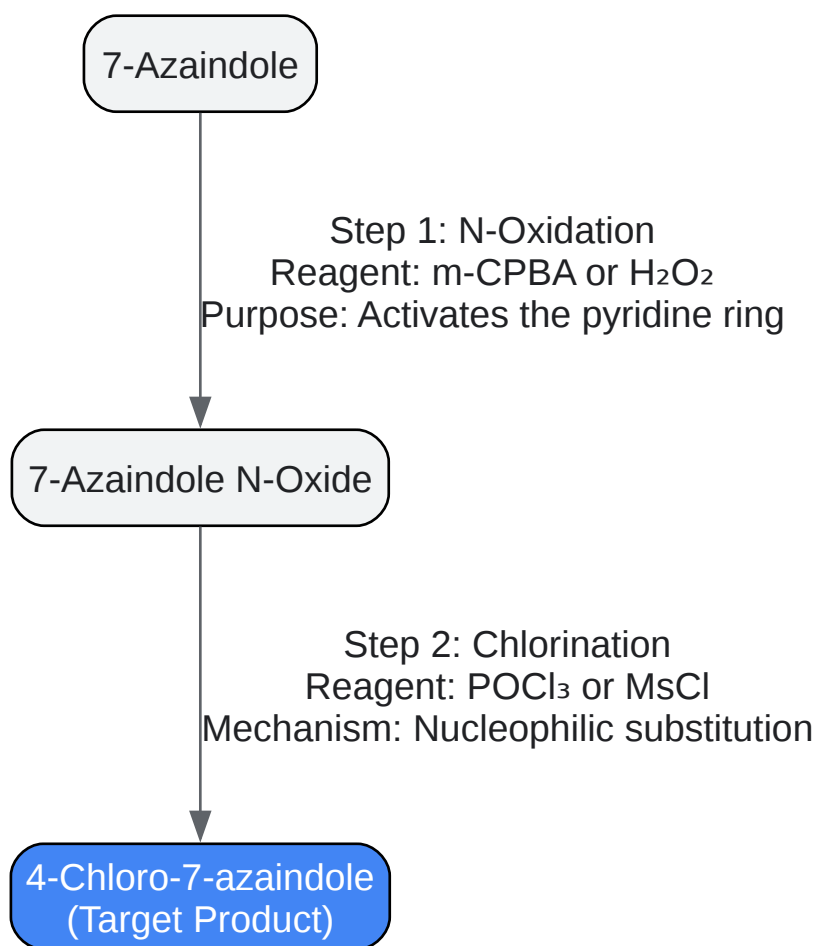 7-Azaindole
Step 1: N-Oxidation
Reagent: m-CPBA or H₂O₂
Purpose: Activates the pyridine ring
7-Azaindole N-Oxide
Step 2: Chlorination
Reagent: POCl₃ or MsCl
Mechanism: Nucleophilic substitution
4-Chloro-7-azaindole
(Target Product)